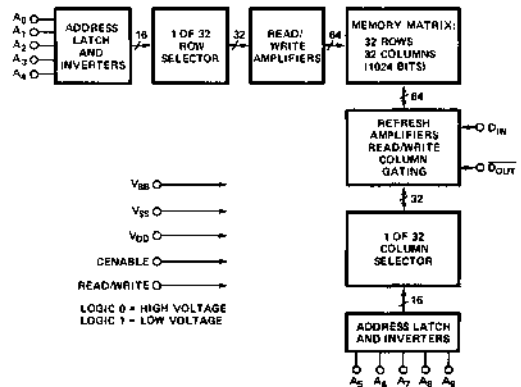 A0
A1
A2
A3
A4
ADDRESS
LATCH
AND
INVERTERS
16
1 OF 32
ROW
SELECTOR
32
READ/
WRITE
AMPLIFIERS
64
MEMORY MATRIX:
32 ROWS
32 COLUMNS
(1024 BITS)
64
REFRESH
AMPLIFIERS
READ/WRITE
COLUMN
GATING
DIN
DOUT
32
1 OF 32
COLUMN
SELECTOR
16
ADDRESS LATCH
AND INVERTERS
A5 A6 A7 A8 A9
VBB
VSS
VDD
CENABLE
READ/WRITE
LOGIC 0 = HIGH VOLTAGE
LOGIC 1 = LOW VOLTAGE